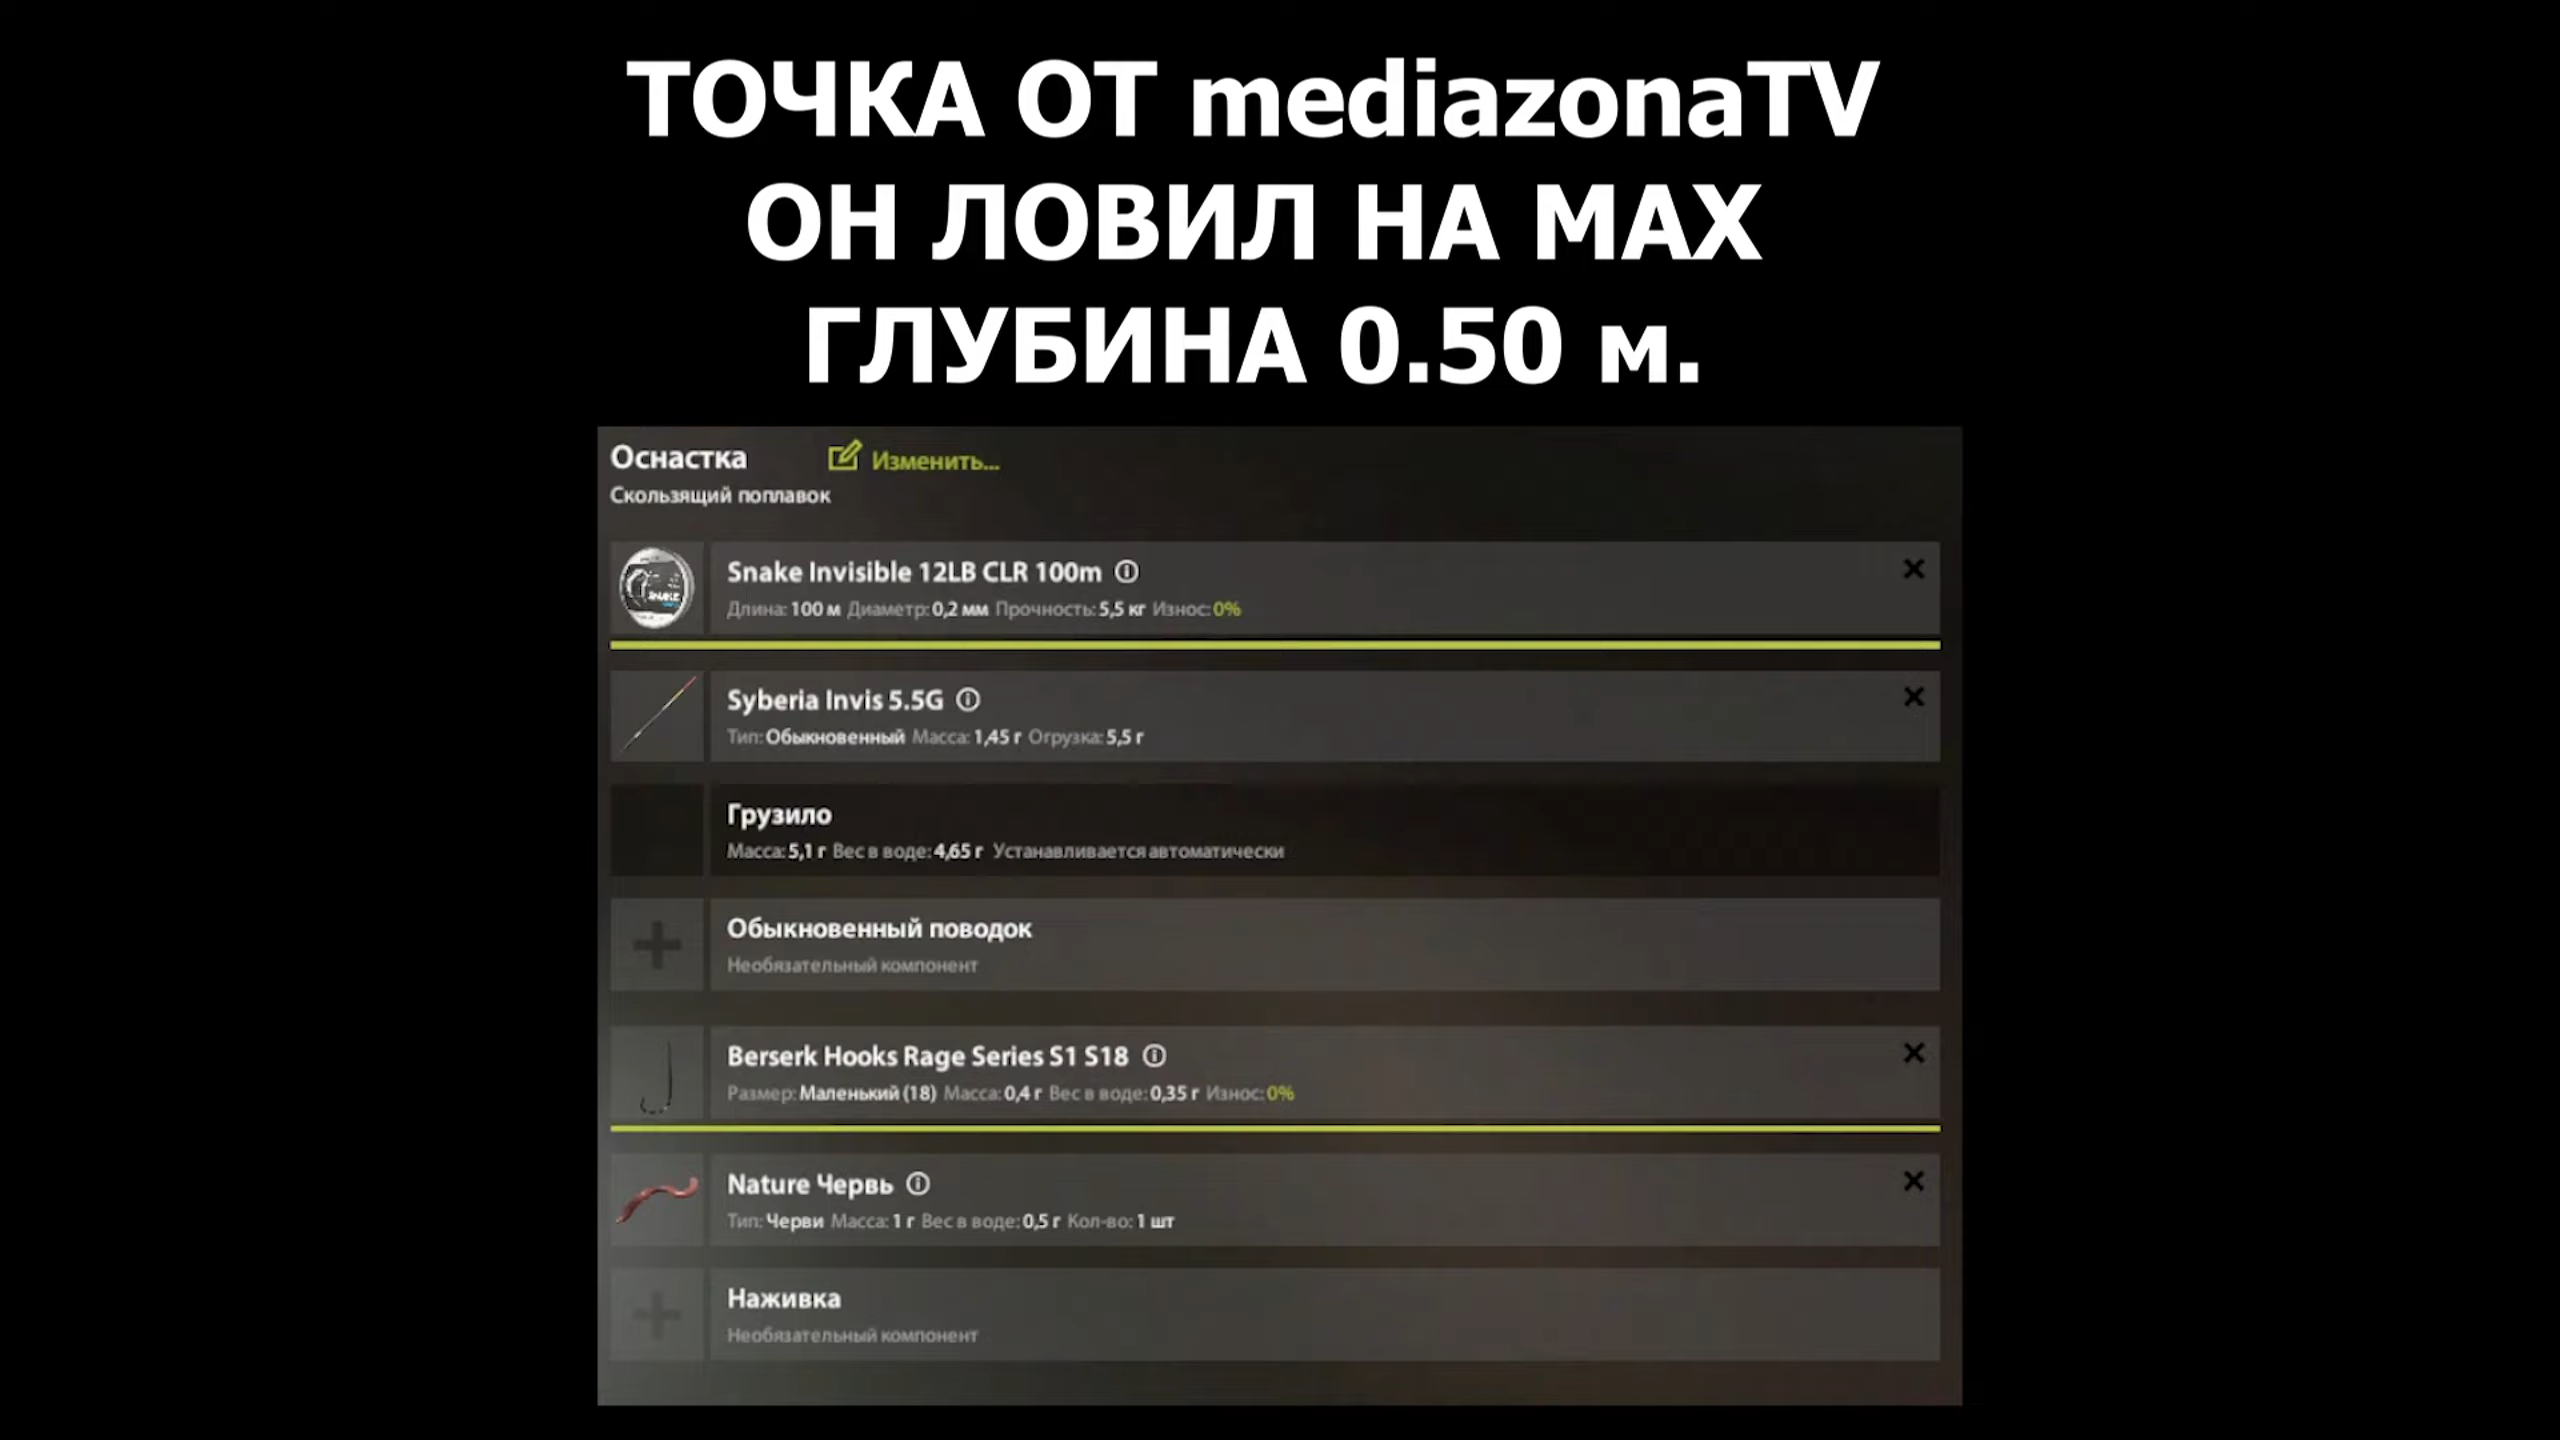 ТОЧКА ОТ mediazonaTV
ОН ЛОВИЛ НА MAX
ГЛУБИНА 0.50 м.
Оснастка Изменить...
Скользящий поплавок
Snake Invisible 12LB CLR 100m
Длина: 100 м Диаметр: 0,2 мм Прочность: 5,5 кг Износ: 0%
Syberia Invis 5.5G
Тип: Обыкновенный Масса: 1,45 г Огрузка: 5,5 г
Грузило
Масса: 5,1 г Вес в воде: 4,65 г Устанавливается автоматически
Обыкновенный поводок
Необязательный компонент
Berserk Hooks Rage Series S1 S18
Размер: Маленький (18) Масса: 0,4 г Вес в воде: 0,35 г Износ: 0%
Nature Червь
Тип: Черви Масса: 1 г Вес в воде: 0,5 г Кол-во: 1 шт
Наживка
Необязательный компонент